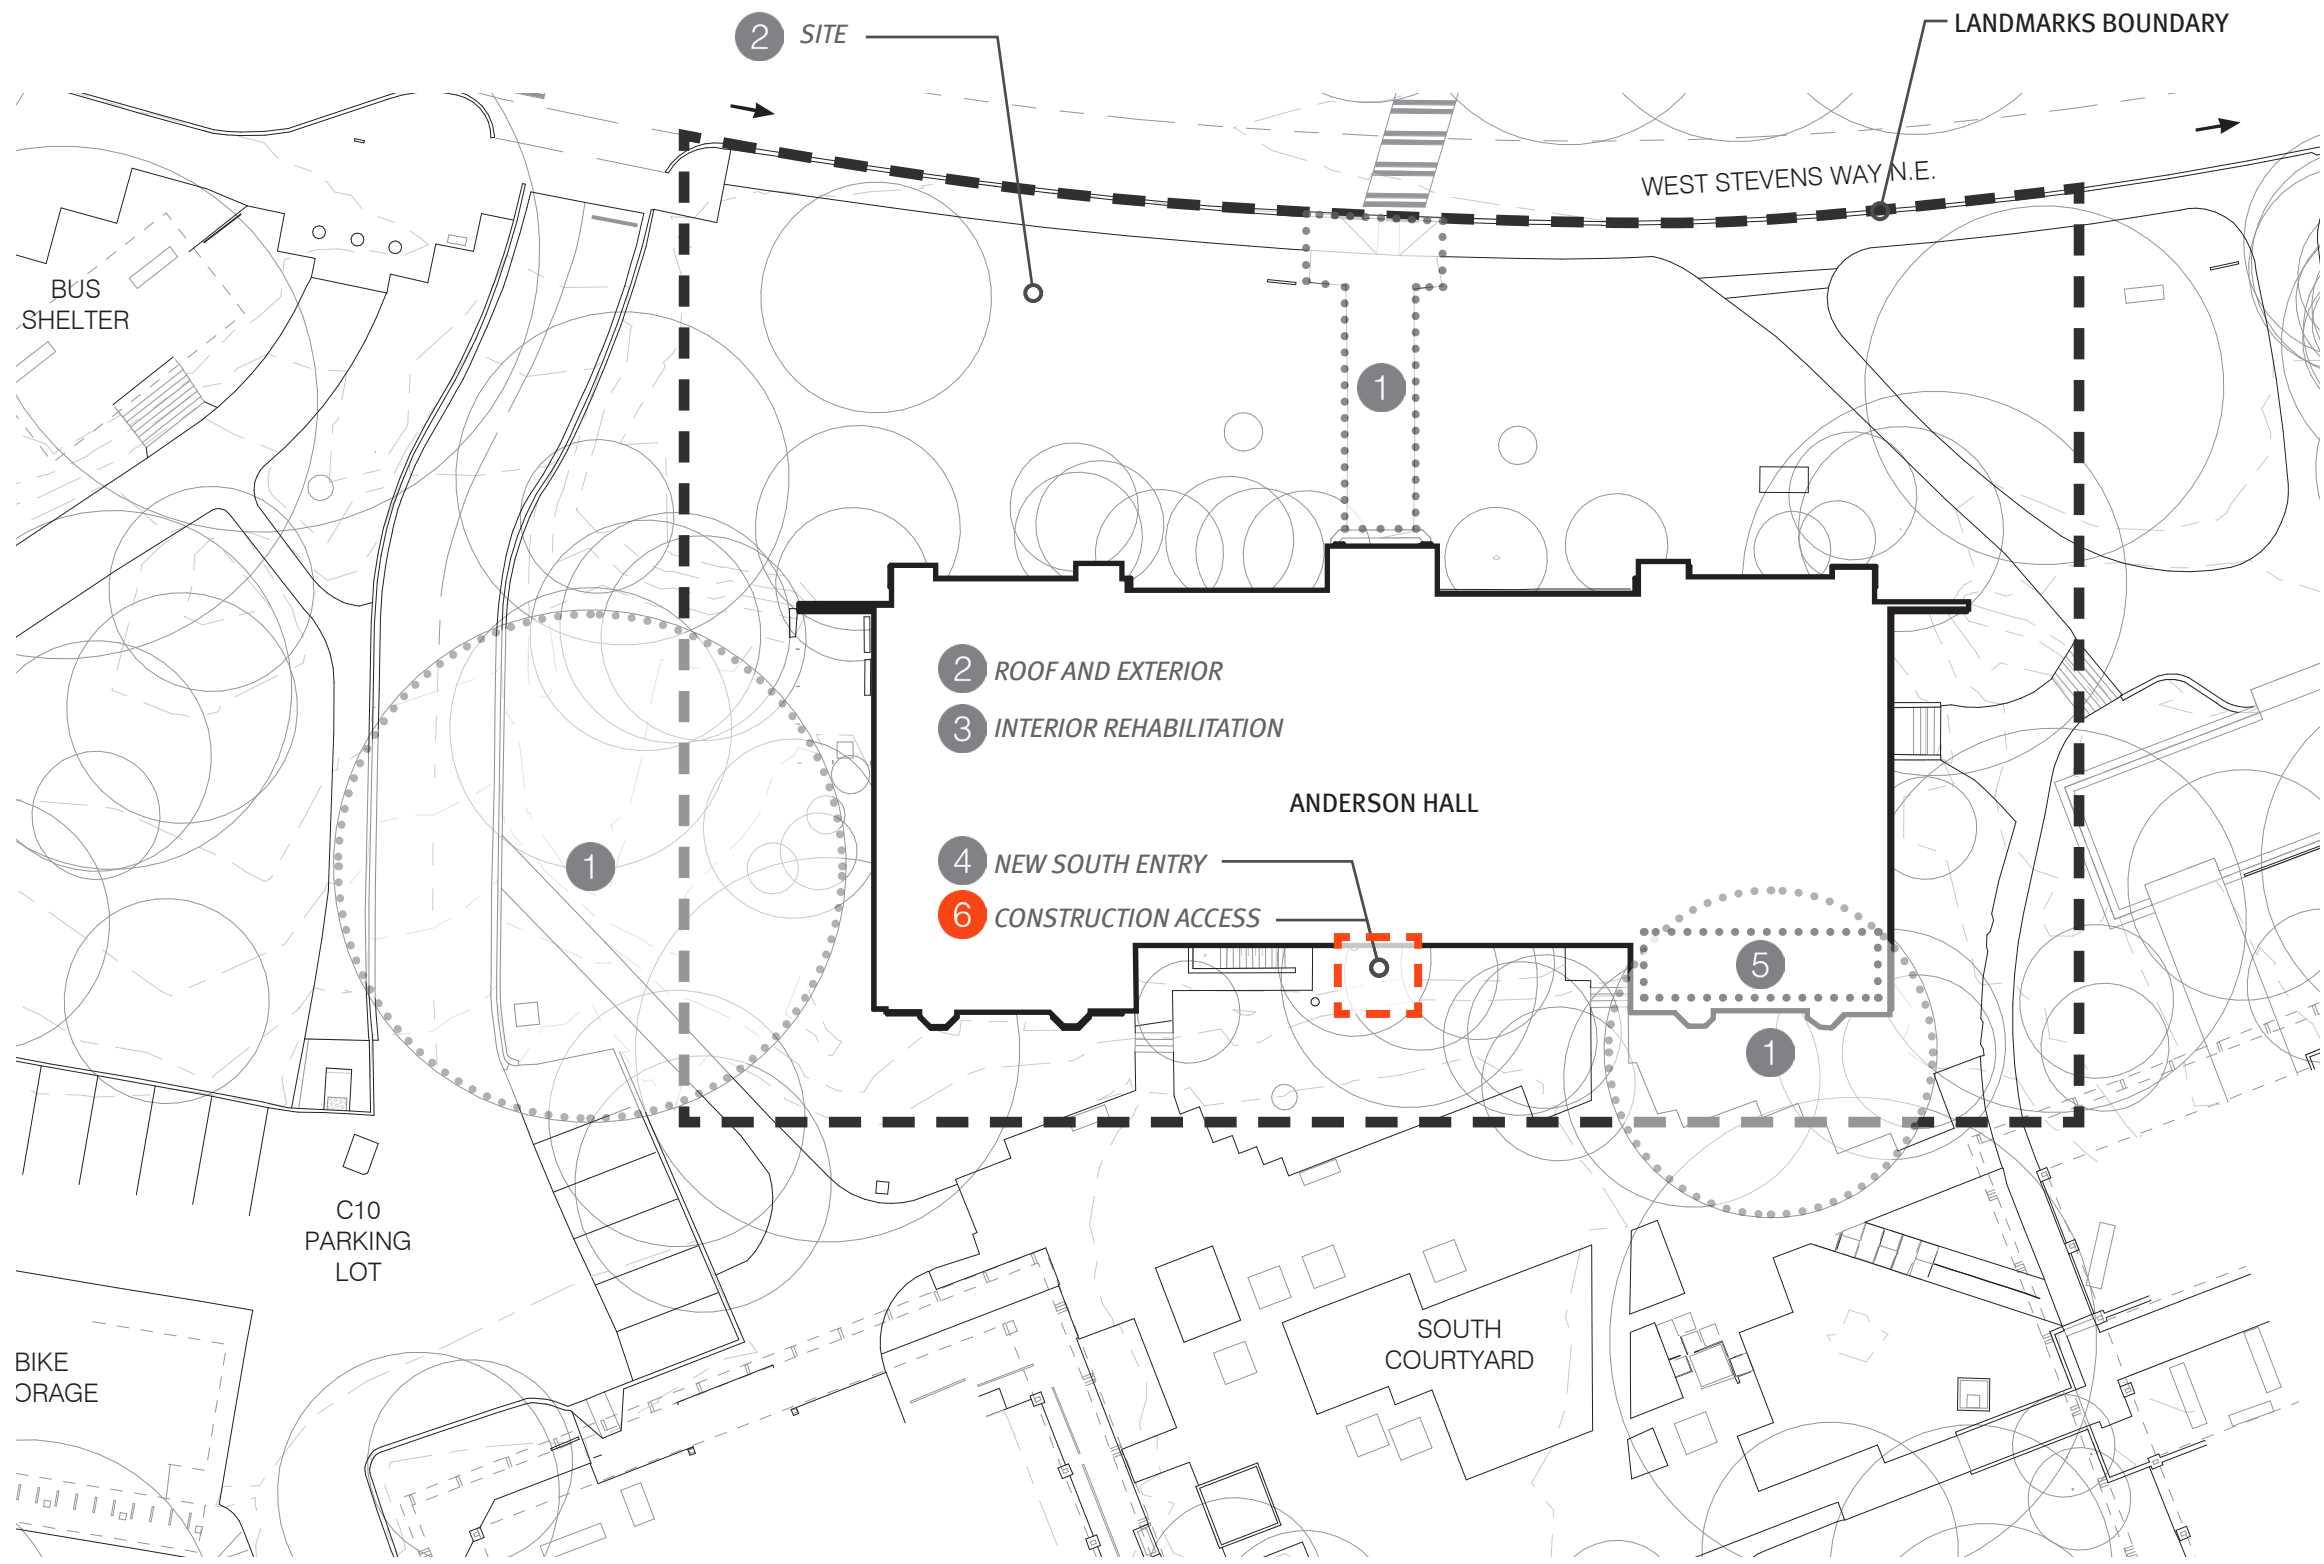 2 SITE
LANDMARKS BOUNDARY
WEST STEVENS WAY N.E.
BUS
SHELTER
1
2 ROOF AND EXTERIOR
3 INTERIOR REHABILITATION
ANDERSON HALL
4 NEW SOUTH ENTRY
1
6 CONSTRUCTION ACCESS
5
1
C10
PARKING
LOT
SOUTH
COURTYARD
BIKE
ORAGE